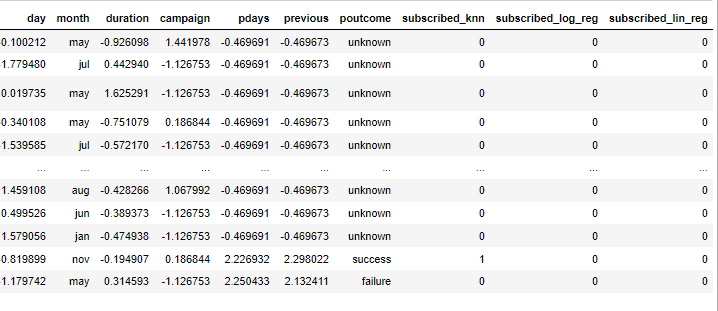 day month duration campaign pdays previous poutcome subscribed_knn subscribed_log_reg subscribed_lin_reg
0.100212 may -0.926098 1.441978 -0.469691 -0.469673 unknown 0 0 0
1.779480 jul 0.442940 -1.126753 -0.469691 -0.469673 unknown 0 0 0
0.019735 may 1.625291 -1.126753 -0.469691 -0.469673 unknown 0 0 0
0.340108 may -0.751079 0.186844 -0.469691 -0.469673 unknown 0 0 0
1.539585 jul -0.572170 -1.126753 -0.469691 -0.469673 unknown 0 0 0
... ... ... ... ... ... ... ... ... ...
1.459108 aug -0.428266 1.067992 -0.469691 -0.469673 unknown 0 0 0
0.499526 jun -0.389373 -1.126753 -0.469691 -0.469673 unknown 0 0 0
1.579056 jan -0.474938 -1.126753 -0.469691 -0.469673 unknown 0 0 0
0.819899 nov -0.194907 0.186844 2.226932 2.298022 success 1 0 0
1.179742 may 0.314593 -1.126753 2.250433 2.132411 failure 0 0 0